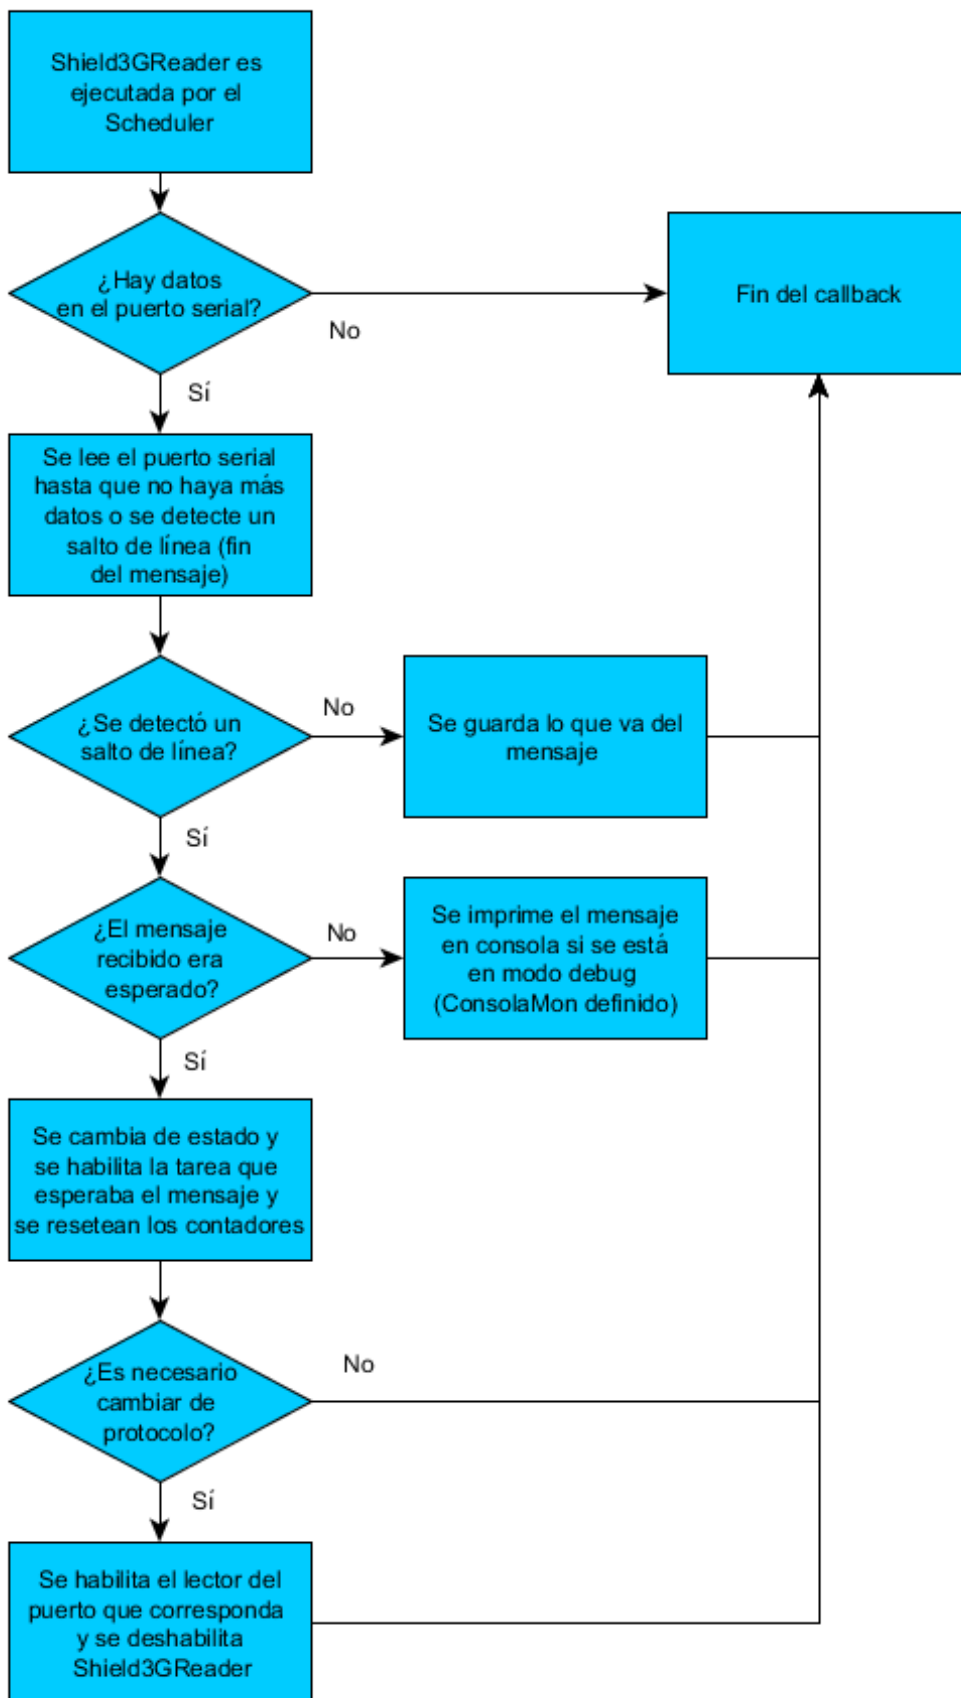 Shield3GReader es
ejecutada por el
Scheduler
¿Hay datos
en el puerto serial?
No
Fin del callback
Sí
Se lee el puerto serial
hasta que no haya más
datos o se detecte un
salto de línea (fin
del mensaje)
¿Se detectó un
salto de línea?
No
Se guarda lo que va del
mensaje
Sí
¿El mensaje
recibido era
esperado?
No
Se imprime el mensaje
en consola si se está
en modo debug
(ConsolaMon definido)
Sí
Se cambia de estado y
se habilita la tarea que
esperaba el mensaje y
se resetean los contadores
¿Es necesario
cambiar de
protocolo?
No
Sí
Se habilita el lector del
puerto que corresponda
y se deshabilita
Shield3GReader